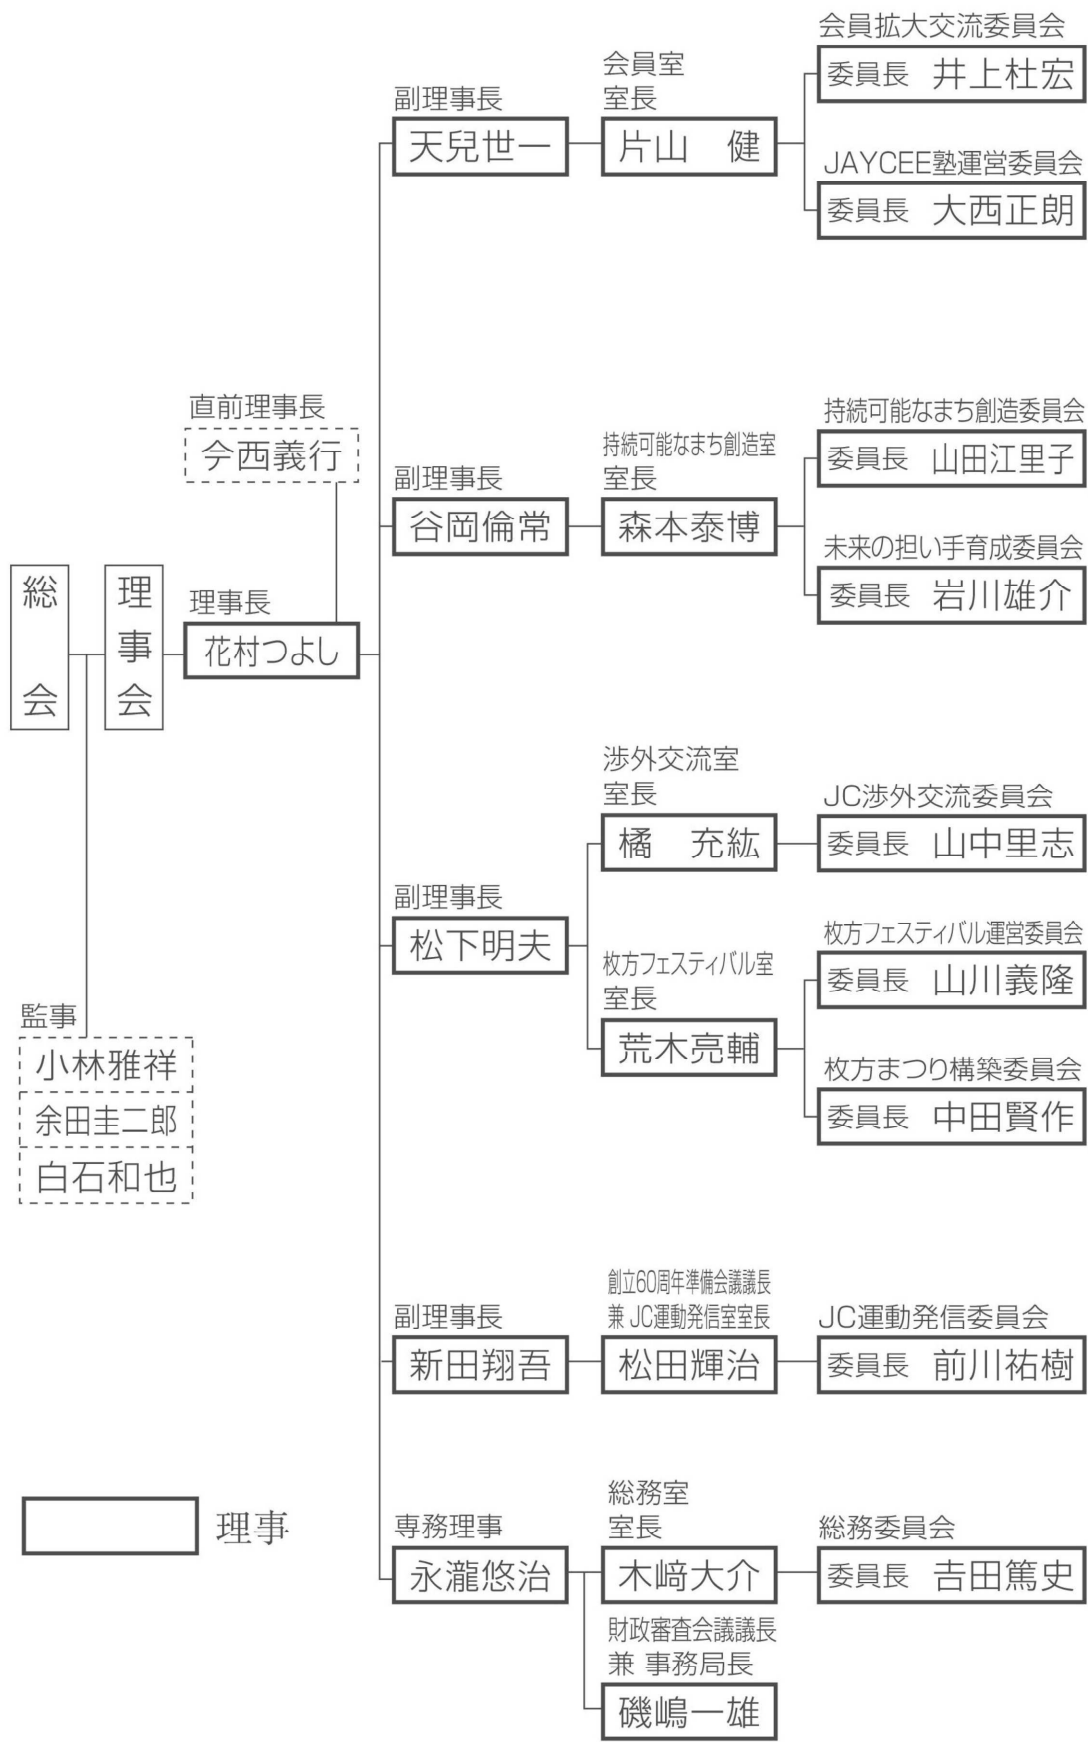 総会
理事会
監事
小林雅祥
余田圭二郎
白石和也
直前理事長
今西義行
理事長
花村つよし
副理事長
天兒世一
会員室
室長
片山 健
会員拡大交流委員会
委員長 井上杜宏
JAYCEE塾運営委員会
委員長 大西正朗
副理事長
谷岡倫常
持続可能なまち創造室
室長
森本泰博
持続可能なまち創造委員会
委員長 山田江里子
未来の担い手育成委員会
委員長 岩川雄介
副理事長
松下明夫
渉外交流室
室長
橘 充紘
JC渉外交流委員会
委員長 山中里志
枚方フェスティバル室
室長
荒木亮輔
枚方フェスティバル運営委員会
委員長 山川義隆
枚方まつり構築委員会
委員長 中田賢作
副理事長
新田翔吾
創立60周年準備会議議長
兼 JC運動発信室室長
松田輝治
JC運動発信委員会
委員長 前川祐樹
専務理事
永瀧悠治
総務室
室長
木﨑大介
総務委員会
委員長 𠮷田篤史
財政審査会議議長
兼 事務局長
磯嶋一雄
理事